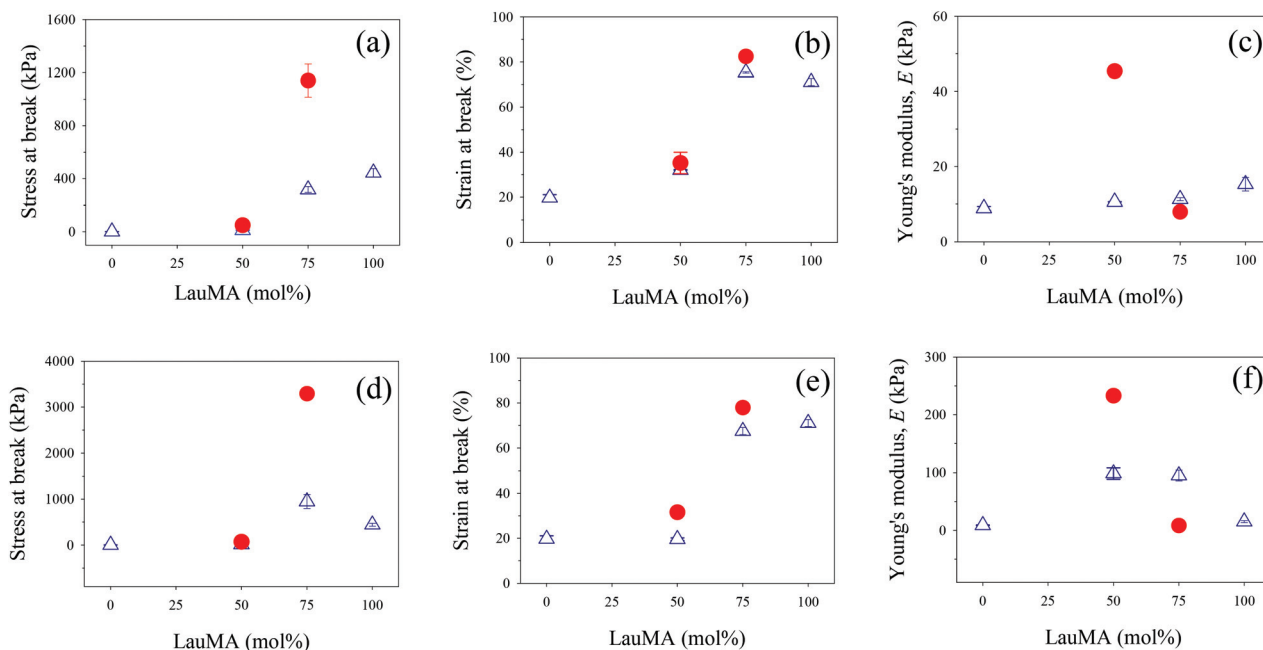 (a)
Stress at break (kPa)
1600
1200
800
400
0
0 25 50 75 100
LauMA (mol%)
(b)
Strain at break (%)
100
80
60
40
20
0
0 25 50 75 100
LauMA (mol%)
(c)
Young's modulus, E (kPa)
60
40
20
0
0 25 50 75 100
LauMA (mol%)
(d)
Stress at break (kPa)
4000
3000
2000
1000
0
0 25 50 75 100
LauMA (mol%)
(e)
Strain at break (%)
100
80
60
40
20
0
0 25 50 75 100
LauMA (mol%)
(f)
Young's modulus, E (kPa)
300
200
100
0
0 25 50 75 100
LauMA (mol%)